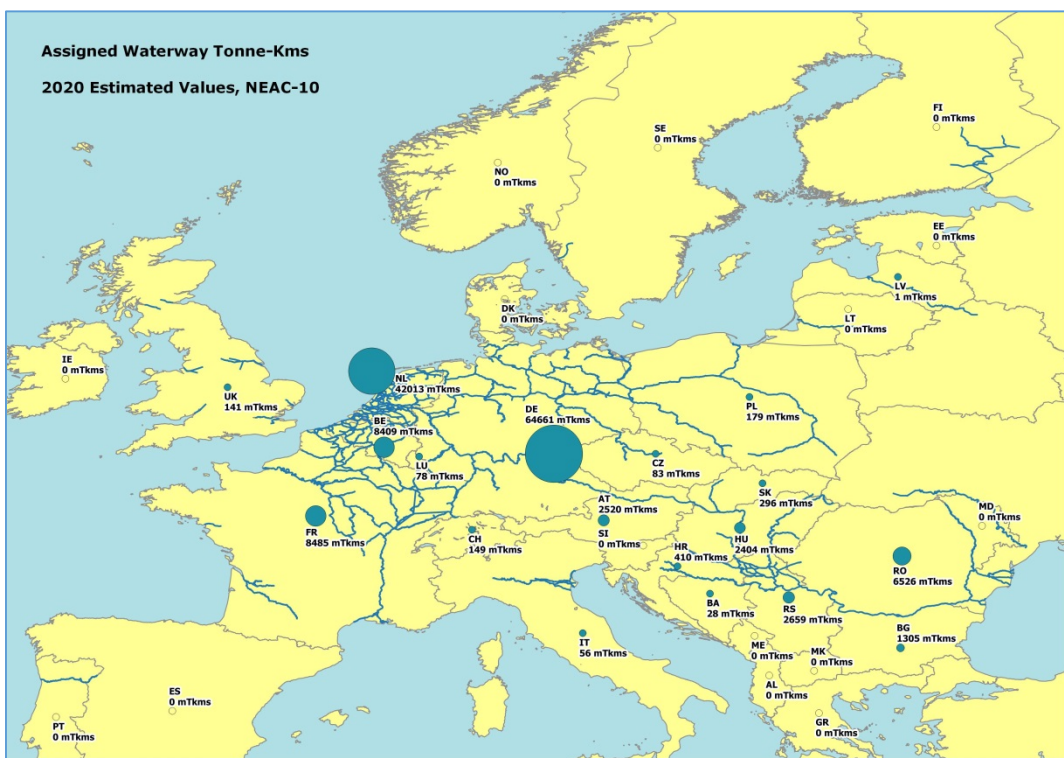 Assigned Waterway Tonne-Kms
2020 Estimated Values, NEAC-10
FI
0 mTkms
SE
0 mTkms
NO
0 mTkms
EE
0 mTkms
LV
1 mTkms
DK
0 mTkms
LT
0 mTkms
IE
0 mTkms
UK
141 mTkms
NL
42013 mTkms
PL
179 mTkms
DE
64661 mTkms
BE
8409 mTkms
LU
78 mTkms
CZ
83 mTkms
SK
296 mTkms
AT
2520 mTkms
MD
0 mTkms
FR
8485 mTkms
CH
149 mTkms
SI
0 mTkms
HU
2404 mTkms
HR
410 mTkms
RO
6526 mTkms
BA
28 mTkms
RS
2659 mTkms
BG
1305 mTkms
IT
56 mTkms
ME
0 mTkms
MK
0 mTkms
AL
0 mTkms
ES
0 mTkms
PT
0 mTkms
GR
0 mTkms